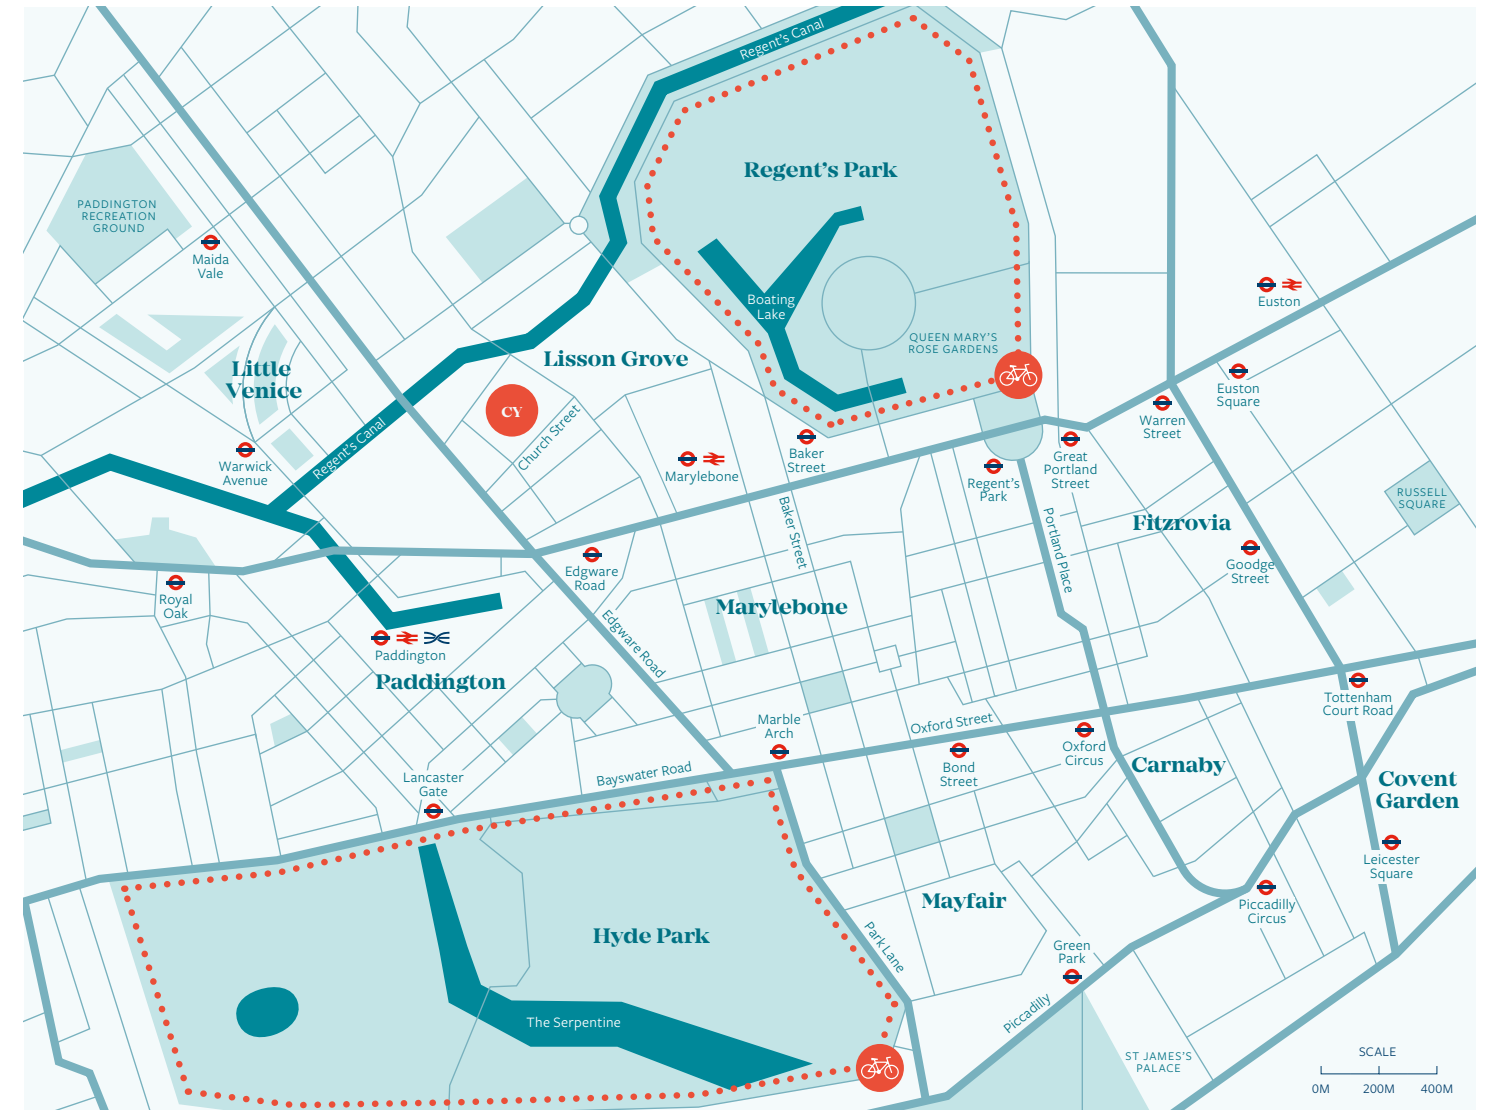 Regent's Canal
Regent's Park
PADDINGTON
RECREATION
GROUND
Maida
Vale
Boating
Lake
Euston
QUEEN MARY'S
ROSE GARDENS
Little
Venice
Lisson Grove
Euston
Square
CY
Church Street
Warren
Street
Regent's Canal
Baker
Street
Great
Portland
Street
Warwick
Avenue
Marylebone
Regent's
Park
RUSSELL
SQUARE
Baker Street
Portland Place
Fitzrovia
Edgware
Road
Goodge
Street
Royal
Oak
Marylebone
Edgware Road
Paddington
Paddington
Tottenham
Court Road
Marble
Arch
Oxford Street
Oxford
Circus
Bond
Street
Carnaby
Covent
Garden
Lancaster
Gate
Bayswater Road
Leicester
Square
Mayfair
Piccadilly
Circus
Hyde Park
Park Lane
Green
Park
Piccadilly
The Serpentine
ST JAMES'S
PALACE
SCALE
0M 200M 400M